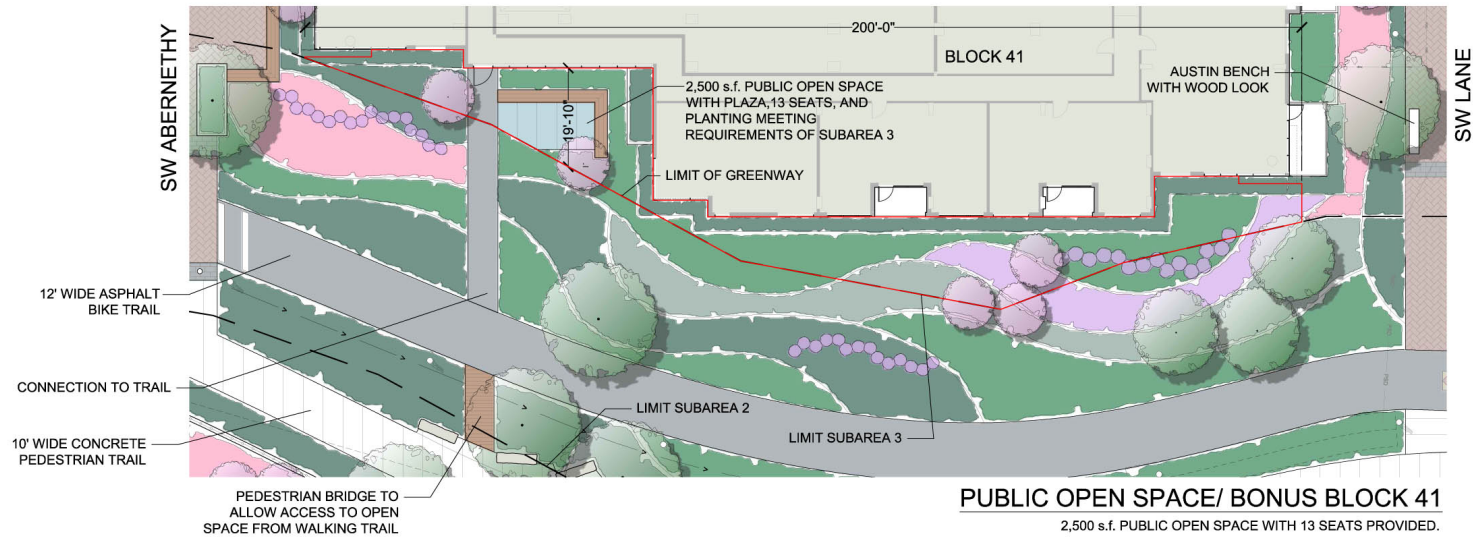 SW ABERNETHY
200'-0"
BLOCK 41
AUSTIN BENCH
WITH WOOD LOOK
SW LANE
2,500 s.f. PUBLIC OPEN SPACE
WITH PLAZA,13 SEATS, AND
PLANTING MEETING
REQUIREMENTS OF SUBAREA 3
19'-10"
LIMIT OF GREENWAY
12' WIDE ASPHALT
BIKE TRAIL
CONNECTION TO TRAIL
LIMIT SUBAREA 2
LIMIT SUBAREA 3
10' WIDE CONCRETE
PEDESTRIAN TRAIL
PEDESTRIAN BRIDGE TO
ALLOW ACCESS TO OPEN
SPACE FROM WALKING TRAIL
PUBLIC OPEN SPACE/ BONUS BLOCK 41
2,500 s.f. PUBLIC OPEN SPACE WITH 13 SEATS PROVIDED.